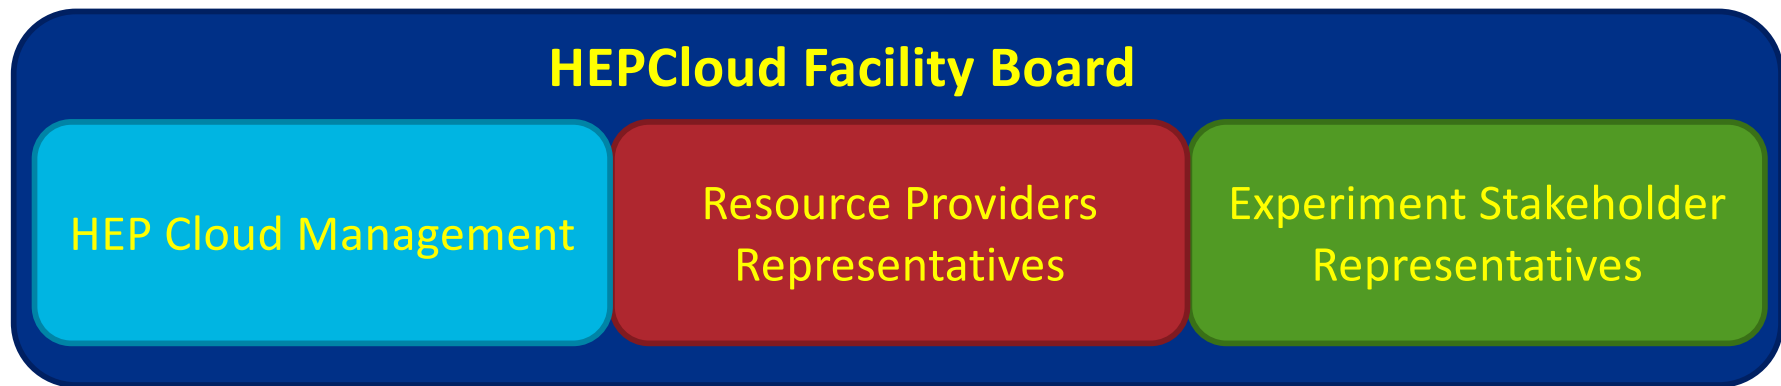 HEPCloud Facility Board
HEP Cloud Management
Resource Providers
Representatives
Experiment Stakeholder
Representatives